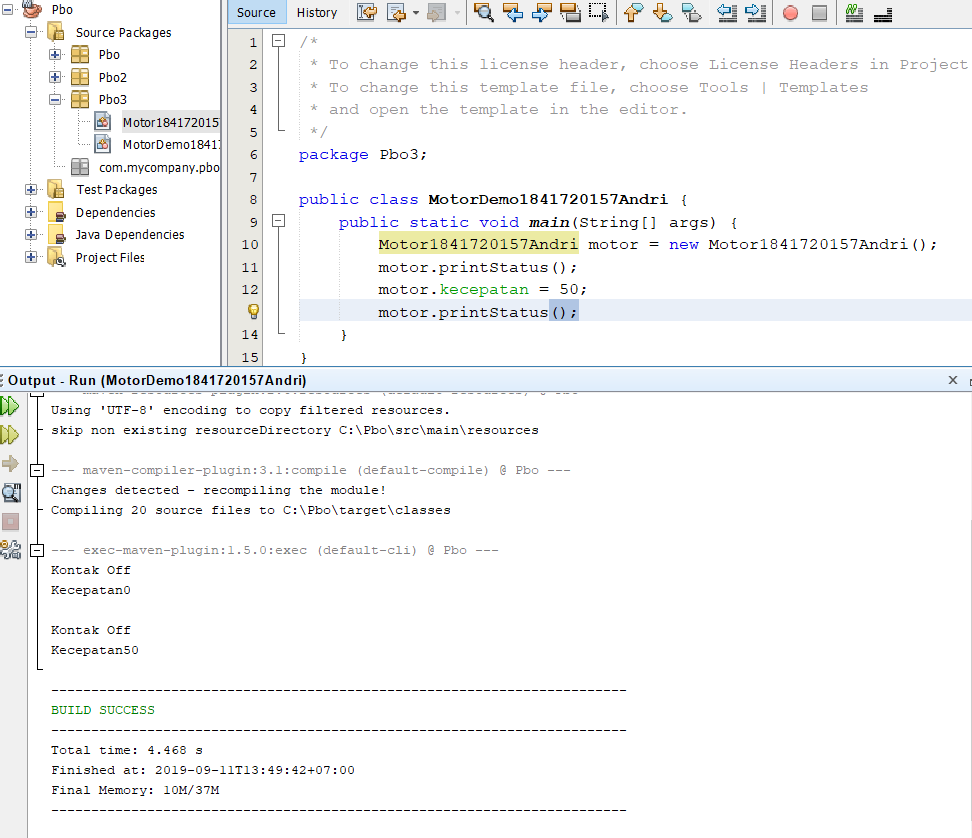 Pbo
Source Packages
Pbo
Pbo2
Pbo3
Motor184172015
MotorDemo1841
com.mycompany.pbo
Test Packages
Dependencies
Java Dependencies
Project Files
Source History
1 /*
2 * To change this license header, choose License Headers in Project
3 * To change this template file, choose Tools | Templates
4 * and open the template in the editor.
5 */
6 package Pbo3;
7
8 public class MotorDemo1841720157Andri {
9 public static void main(String[] args) {
10 Motor1841720157Andri motor = new Motor1841720157Andri();
11 motor.printStatus();
12 motor.kecepatan = 50;
motor.printStatus();
14 }
15 }
Output - Run (MotorDemo1841720157Andri)
Using 'UTF-8' encoding to copy filtered resources.
skip non existing resourceDirectory C:\Pbo\src\main\resources
--- maven-compiler-plugin:3.1:compile (default-compile) @ Pbo ---
Changes detected - recompiling the module!
Compiling 20 source files to C:\Pbo\target\classes
--- exec-maven-plugin:1.5.0:exec (default-cli) @ Pbo ---
Kontak Off
Kecepatan0
Kontak Off
Kecepatan50
------------------------------------------------------------------------
BUILD SUCCESS
------------------------------------------------------------------------
Total time: 4.468 s
Finished at: 2019-09-11T13:49:42+07:00
Final Memory: 10M/37M
------------------------------------------------------------------------